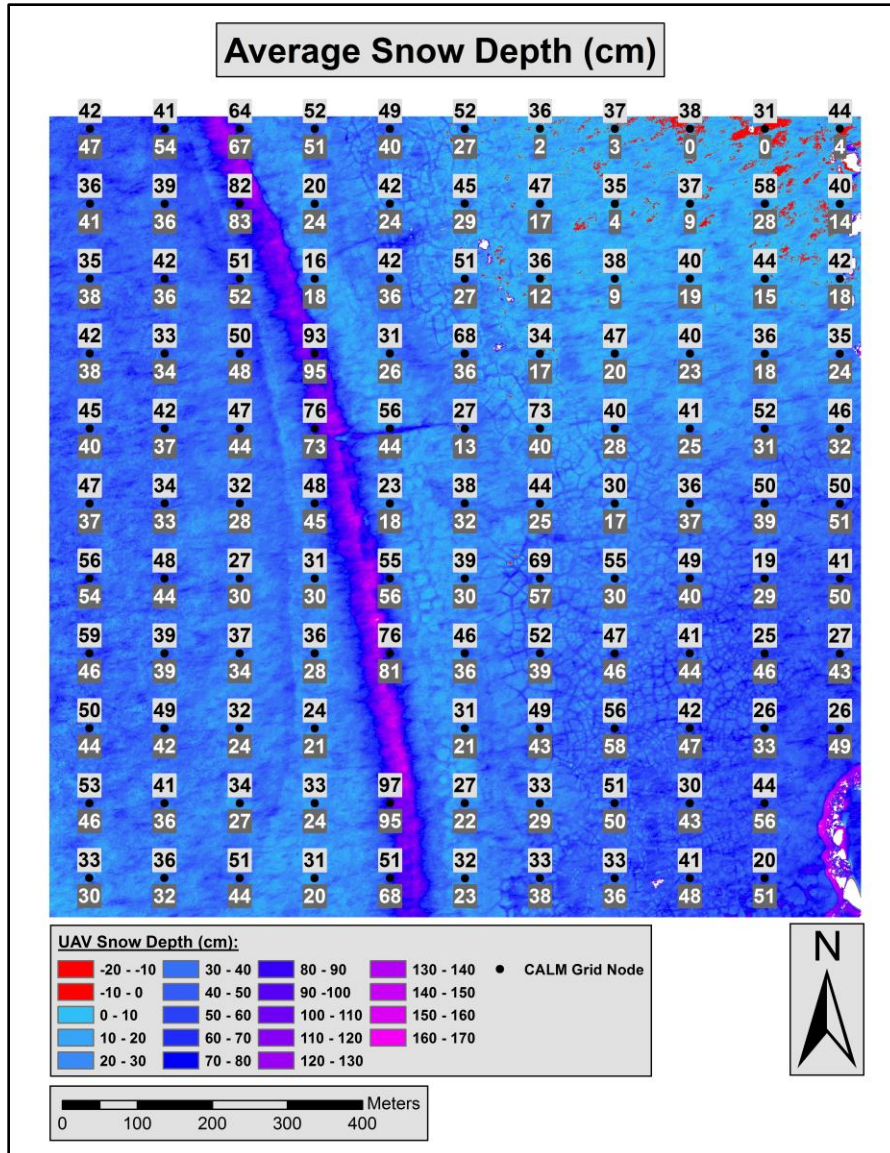 Average Snow Depth (cm)
42 41 64 52 49 52 36 37 38 31 44
47 54 67 51 40 27 2 3 0 0 4
36 39 82 20 42 45 47 35 37 58 40
41 36 83 24 24 29 17 4 9 28 14
35 42 51 16 42 51 36 38 40 44 42
38 36 52 18 36 27 12 9 19 15 18
42 33 50 93 31 68 34 47 40 36 35
38 34 48 95 26 36 17 20 23 18 24
45 42 47 76 56 27 73 40 41 52 46
40 37 44 73 44 13 40 28 25 31 32
47 34 32 48 23 38 44 30 36 50 50
37 33 28 45 18 32 25 17 37 39 51
56 48 27 31 55 39 69 55 49 19 41
54 44 30 30 56 30 57 30 40 29 50
59 39 37 36 76 46 52 47 41 25 27
46 39 34 28 81 36 39 46 44 46 43
50 49 32 24 31 49 56 42 26 26
44 42 24 21 21 43 58 47 33 49
53 41 34 33 97 27 33 51 30 44
46 36 27 24 95 22 29 50 43 56
33 36 51 31 51 32 33 33 41 20
30 32 44 20 68 23 38 36 48 51
UAV Snow Depth (cm):
-20 - -10 30 - 40 80 - 90 130 - 140 CALM Grid Node
-10 - 0 40 - 50 90 -100 140 - 150
0 - 10 50 - 60 100 - 110 150 - 160
10 - 20 60 - 70 110 - 120 160 - 170
20 - 30 70 - 80 120 - 130
N
Meters
0 100 200 300 400